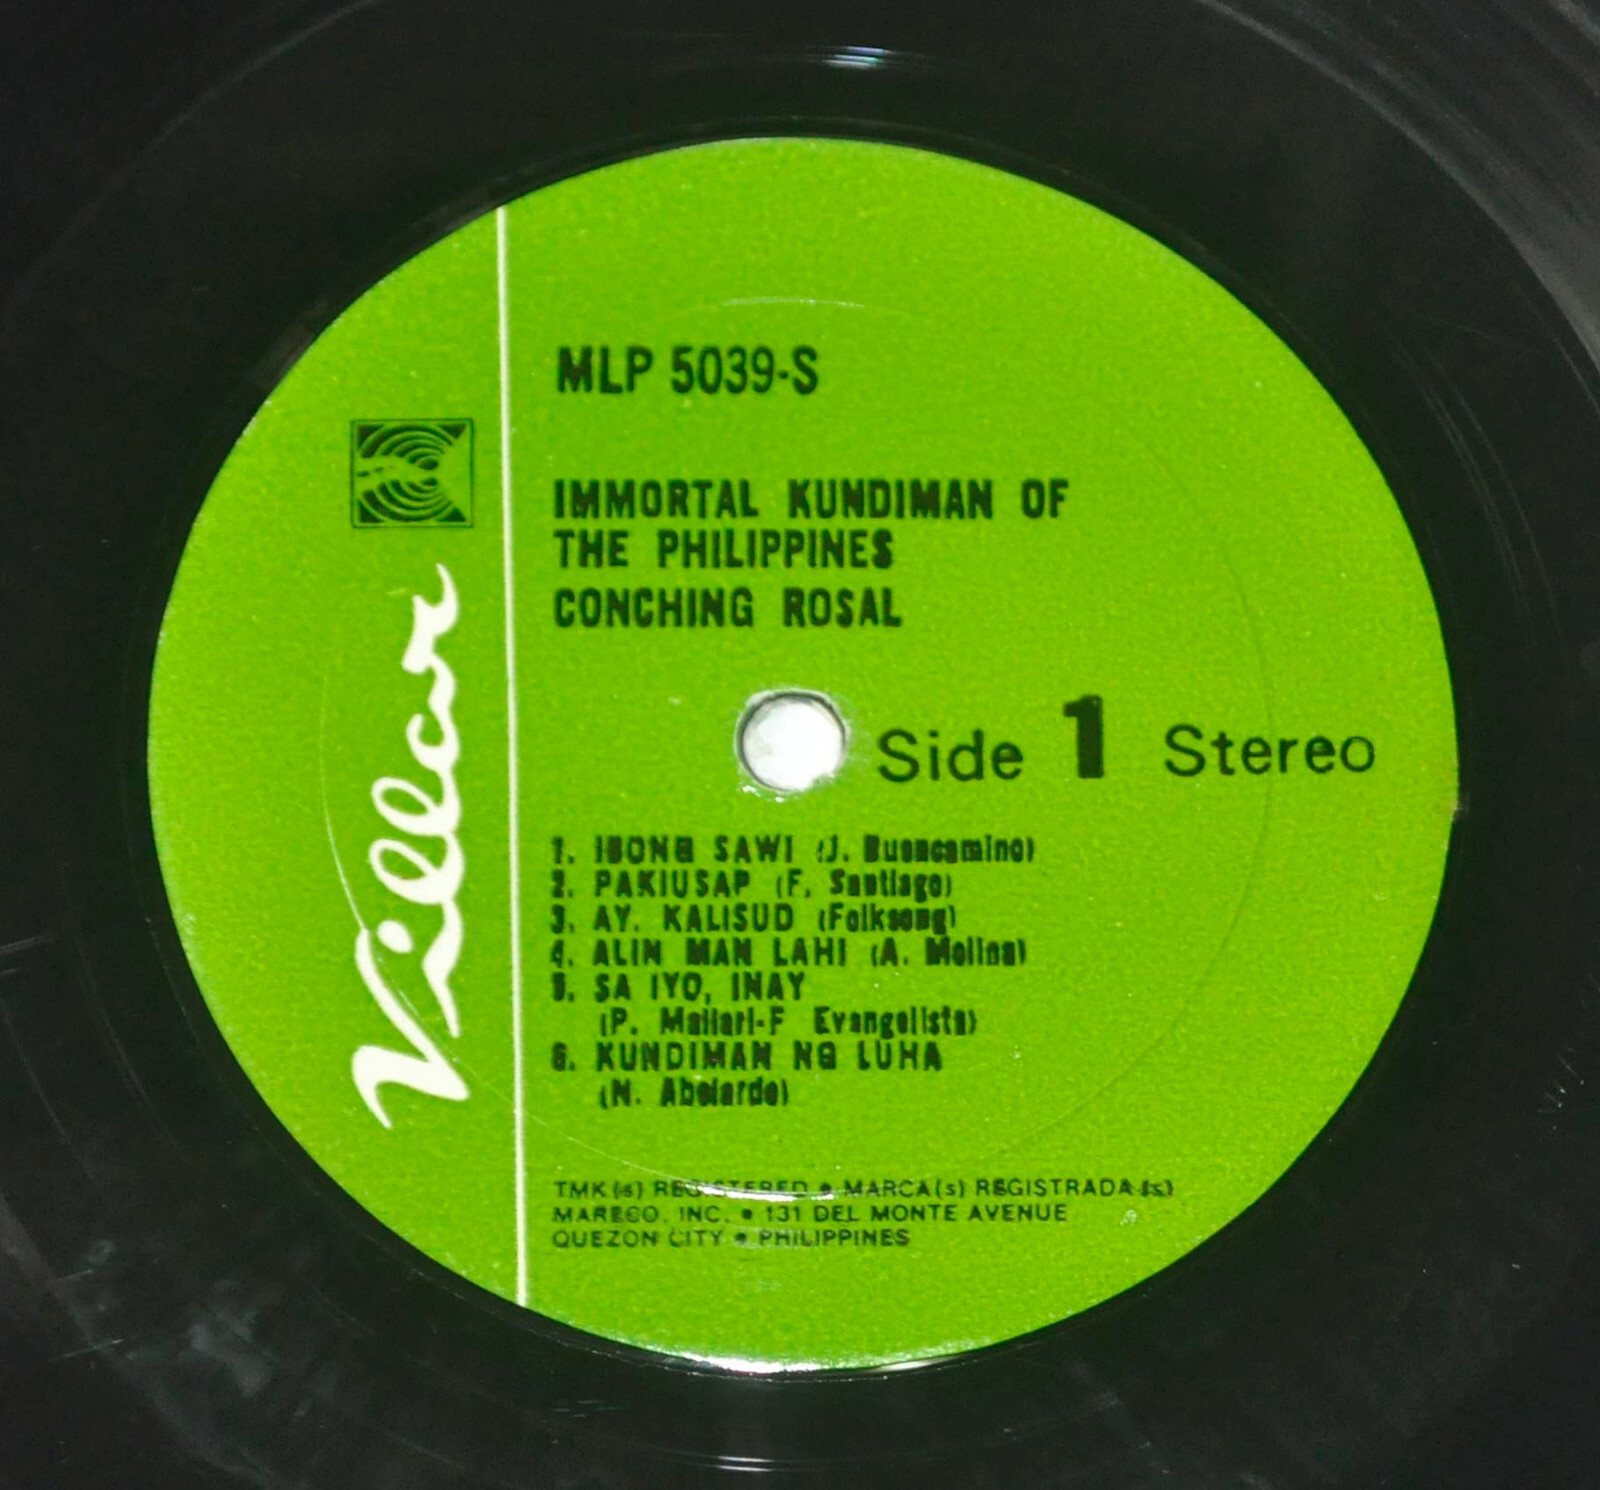 MLP 5039-S
IMMORTAL KUNDIMAN OF
THE PHILIPPINES
CONCHING ROSAL
Side 1 Stereo
1. IBONG SAWI (J. Buencamino)
2. PAKIUSAP (F. Santiago)
3. AY. KALISUD (Folksong)
4. ALIN MAN LAHI (A. Molina)
5. SA IYO, INAY
(P. Mallari-F Evangelista)
6. KUNDIMAN NG LUHA
(N. Abelardo)
TMK(s) REGISTERED • MARCA(s) REGISTRADA(s)
MARECO, INC. • 131 DEL MONTE AVENUE
QUEZON CITY • PHILIPPINES
Villar